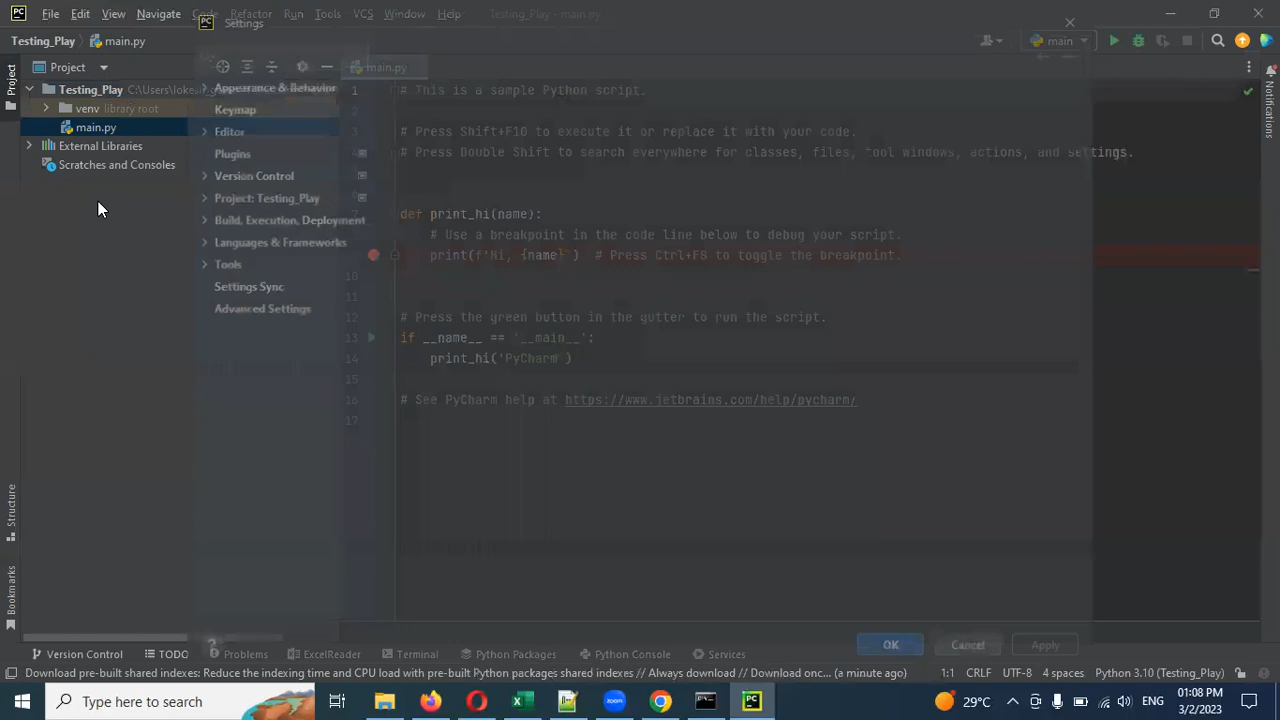 PC File Edit View Navigate Code Refactor Run Tools VCS Window Help Testing_Play - main.py
PC Settings
Testing_Play main.py main
Project main.py
Testing_Play C:\Users\loke
venv library root
main.py
External Libraries
Scratches and Consoles
Appearance & Behavior
Keymap
Editor
Plugins
Version Control
Project: Testing_Play
Build, Execution, Deployment
Languages & Frameworks
Tools
Settings Sync
Advanced Settings
1 # This is a sample Python script.
2
3 # Press Shift+F10 to execute it or replace it with your code.
4 # Press Double Shift to search everywhere for classes, files, tool windows, actions, and settings.
7 def print_hi(name):
# Use a breakpoint in the code line below to debug your script.
print(f'Hi, {name}') # Press Ctrl+F8 to toggle the breakpoint.
10
11
12 # Press the green button in the gutter to run the script.
13 if __name__ == '__main__':
14 print_hi('PyCharm')
15
16 # See PyCharm help at https://www.jetbrains.com/help/pycharm/
17
Project
Structure
Bookmarks
Notifications
? OK Cancel Apply
Version Control TODO Problems ExcelReader Terminal Python Packages Python Console Services
Download pre-built shared indexes: Reduce the indexing time and CPU load with pre-built Python packages shared indexes // Always download // Download onc... (a minute ago) 1:1 CRLF UTF-8 4 spaces Python 3.10 (Testing_Play)
Type here to search zoom PC 29°C ENG 01:08 PM
3/2/2023